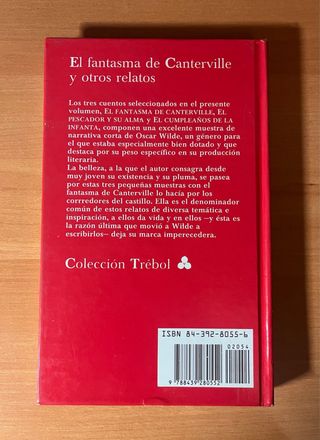 El fantasma de Canterville
y otros relatos
Los tres cuentos seleccionados en el presente
volumen, EL FANTASMA DE CANTERVILLE, EL
PESCADOR Y SU ALMA y EL CUMPLEAÑOS DE LA
INFANTA, componen una excelente muestra de
narrativa corta de Oscar Wilde, un género para
el que estaba especialmente bien dotado y que
destaca por su peso específico en su producción
literaria.
La belleza, a la que el autor consagra desde
muy joven su existencia y su pluma, se pasea
por estas tres pequeñas muestras con el
fantasma de Canterville lo hacía por los
corrredores del castillo. Ella es el denominador
común de estos relatos de diversa temática e
inspiración, a ellos da vida y en ellos —y ésta es
la razón última que movió a Wilde a
escribirlos— deja su marca imperecedera.
Colección Trébol
ISBN 84-392-8055-6
02054
9 788439 280552